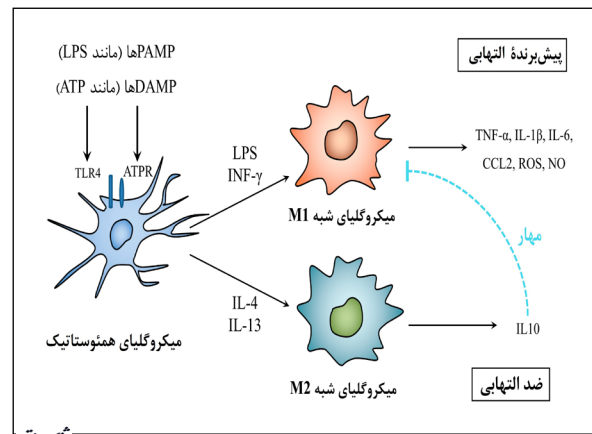 PAMPها (مانند LPS)
DAMPها (مانند ATP)
TLR4
ATPR
میکروگلیای همئوستاتیک
LPS
INF-γ
IL-4
IL-13
میکروگلیای شبه M1
میکروگلیای شبه M2
پیش‌برندهٔ التهابی
TNF-α, IL-1β, IL-6,
CCL2, ROS, NO
مهار
IL10
ضد التهابی